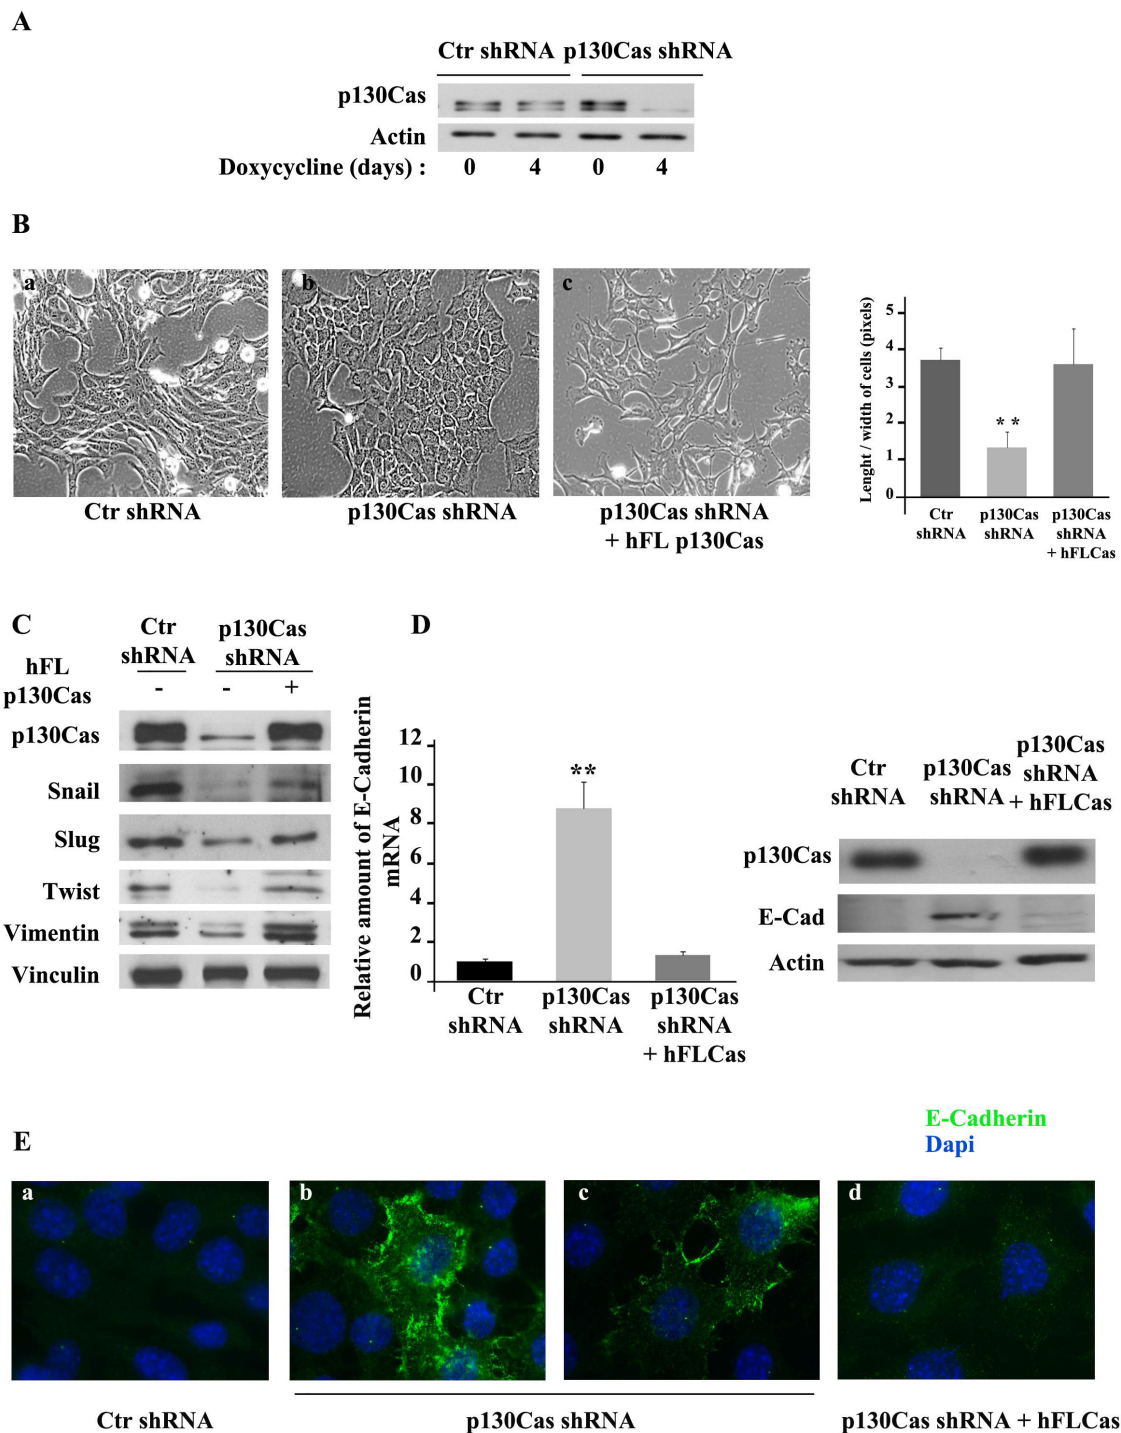 A
Ctr shRNA p130Cas shRNA
p130Cas
Actin
Doxycycline (days) : 0 4 0 4
B
a
b
c
Ctr shRNA
p130Cas shRNA
p130Cas shRNA
+ hFL p130Cas
Lenght / width of cells (pixels)
5
4
3
2
1
0
**
Ctr
shRNA
p130Cas
shRNA
p130Cas
shRNA
+ hFLCas
C
Ctr
shRNA
p130Cas
shRNA
hFL
p130Cas
- - +
p130Cas
Snail
Slug
Twist
Vimentin
Vinculin
D
Relative amount of E-Cadherin
mRNA
12
10
8
6
4
2
0
**
Ctr
shRNA
p130Cas
shRNA
p130Cas
shRNA
+ hFLCas
Ctr
shRNA
p130Cas
shRNA
p130Cas
shRNA
+ hFLCas
p130Cas
E-Cad
Actin
E
E-Cadherin
Dapi
a
b
c
d
Ctr shRNA
p130Cas shRNA
p130Cas shRNA + hFLCas